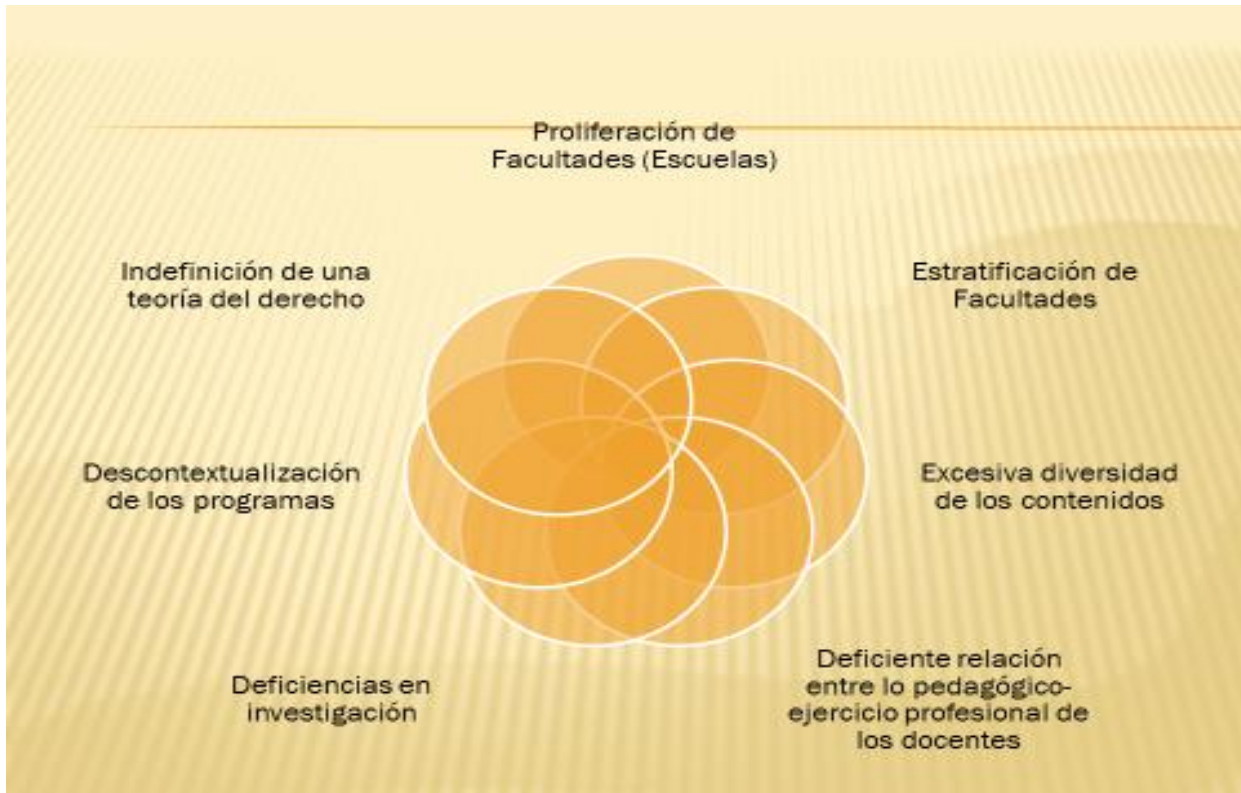 Proliferación de
Facultades (Escuelas)
Estratificación de
Facultades
Excesiva diversidad
de los contenidos
Deficiente relación
entre lo pedagógico-
ejercicio profesional de
los docentes
Deficiencias en
investigación
Descontextualización
de los programas
Indefinición de una
teoría del derecho